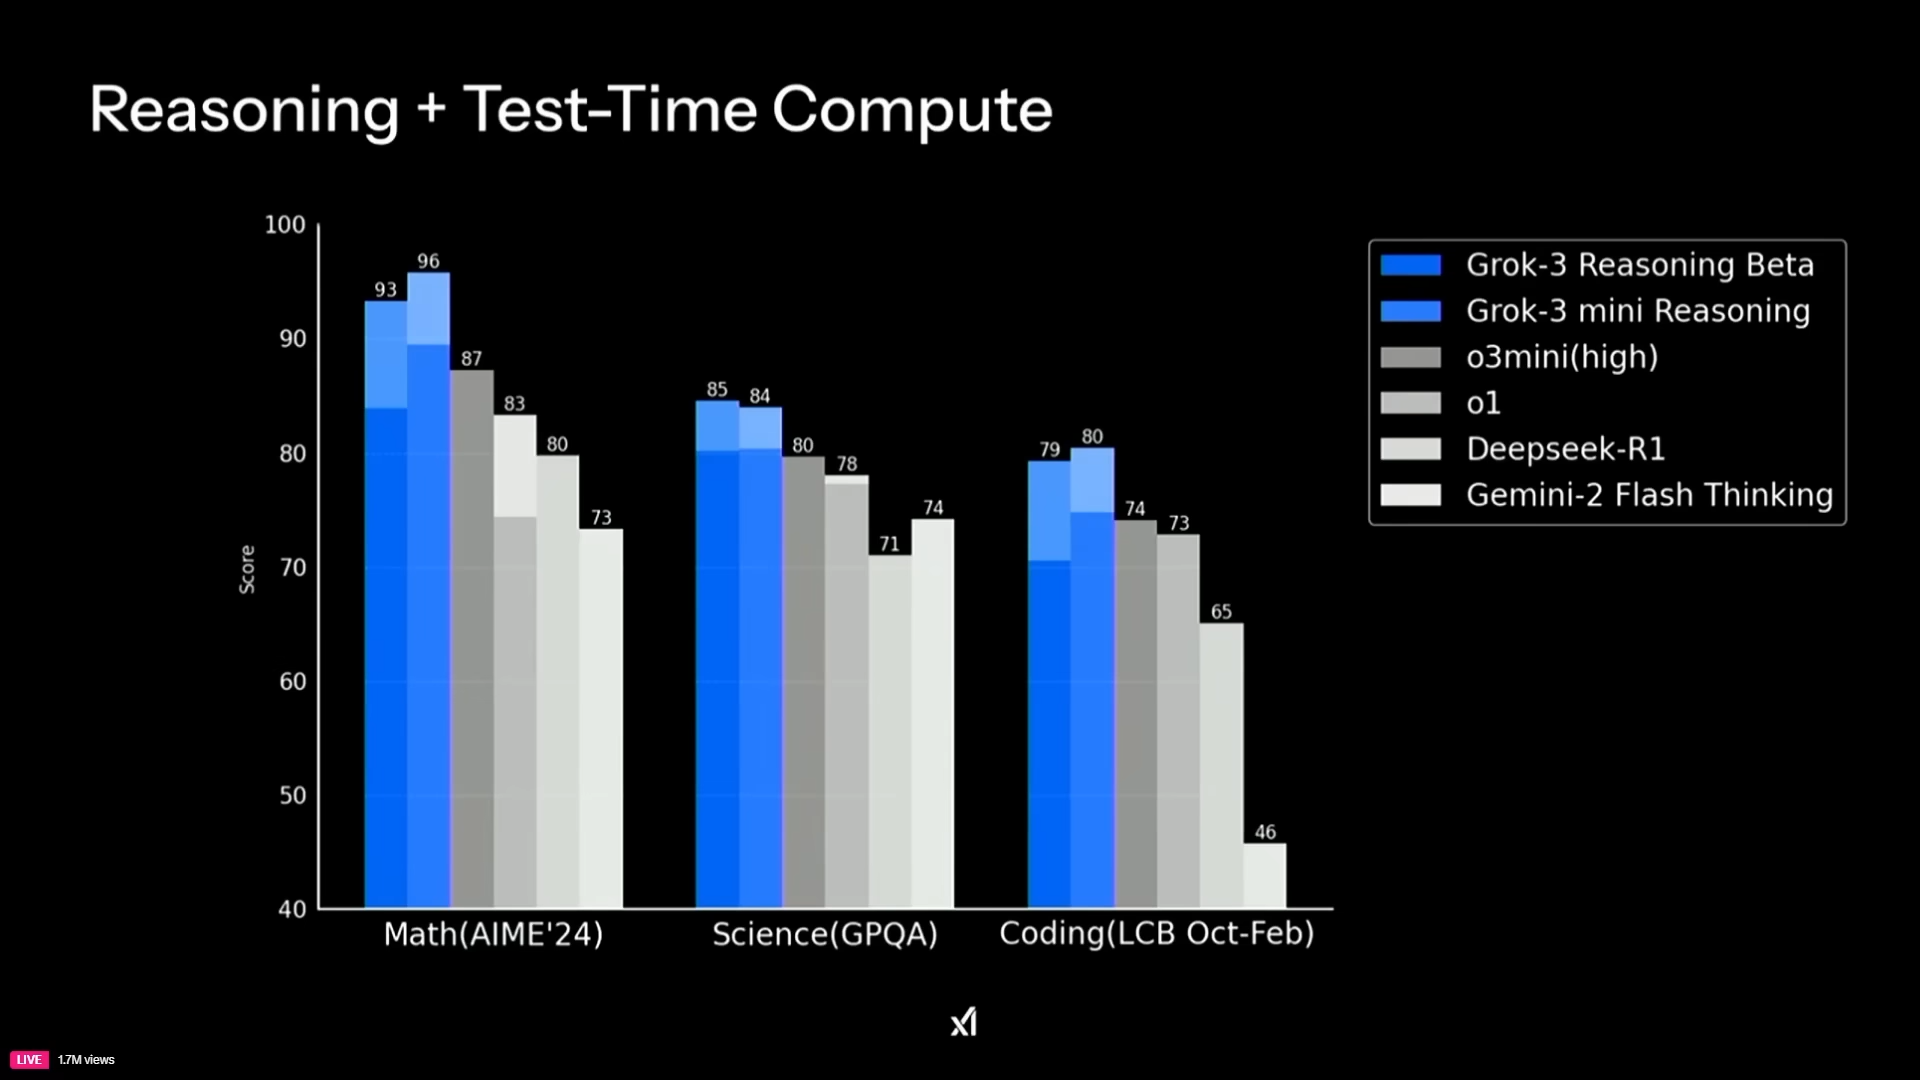 Reasoning + Test-Time Compute
100
90
80
70
60
50
40
Score
93
96
87
83
80
73
85
84
80
78
71
74
79
80
74
73
65
46
Math(AIME'24)
Science(GPQA)
Coding(LCB Oct-Feb)
Grok-3 Reasoning Beta
Grok-3 mini Reasoning
o3mini(high)
o1
Deepseek-R1
Gemini-2 Flash Thinking
xI
LIVE 1.7M views